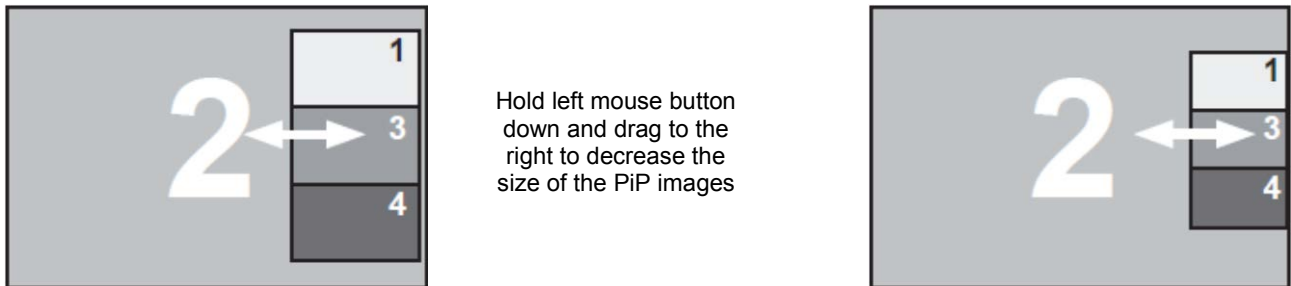 1
2
3
4
Hold left mouse button
down and drag to the
right to decrease the
size of the PiP images
1
2
3
4